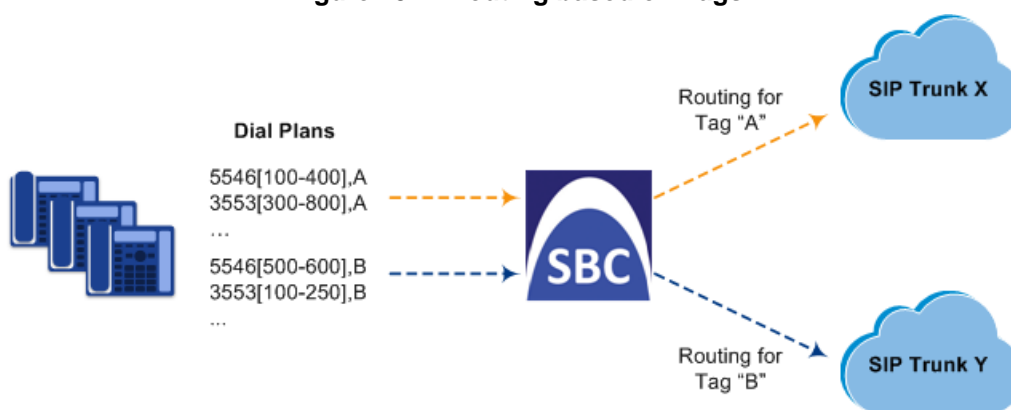 Dial Plans
5546[100-400],A
3553[300-800],A
...
5546[500-600],B
3553[100-250],B
...
SBC
Routing for
Tag "A"
SIP Trunk X
Routing for
Tag "B"
SIP Trunk Y